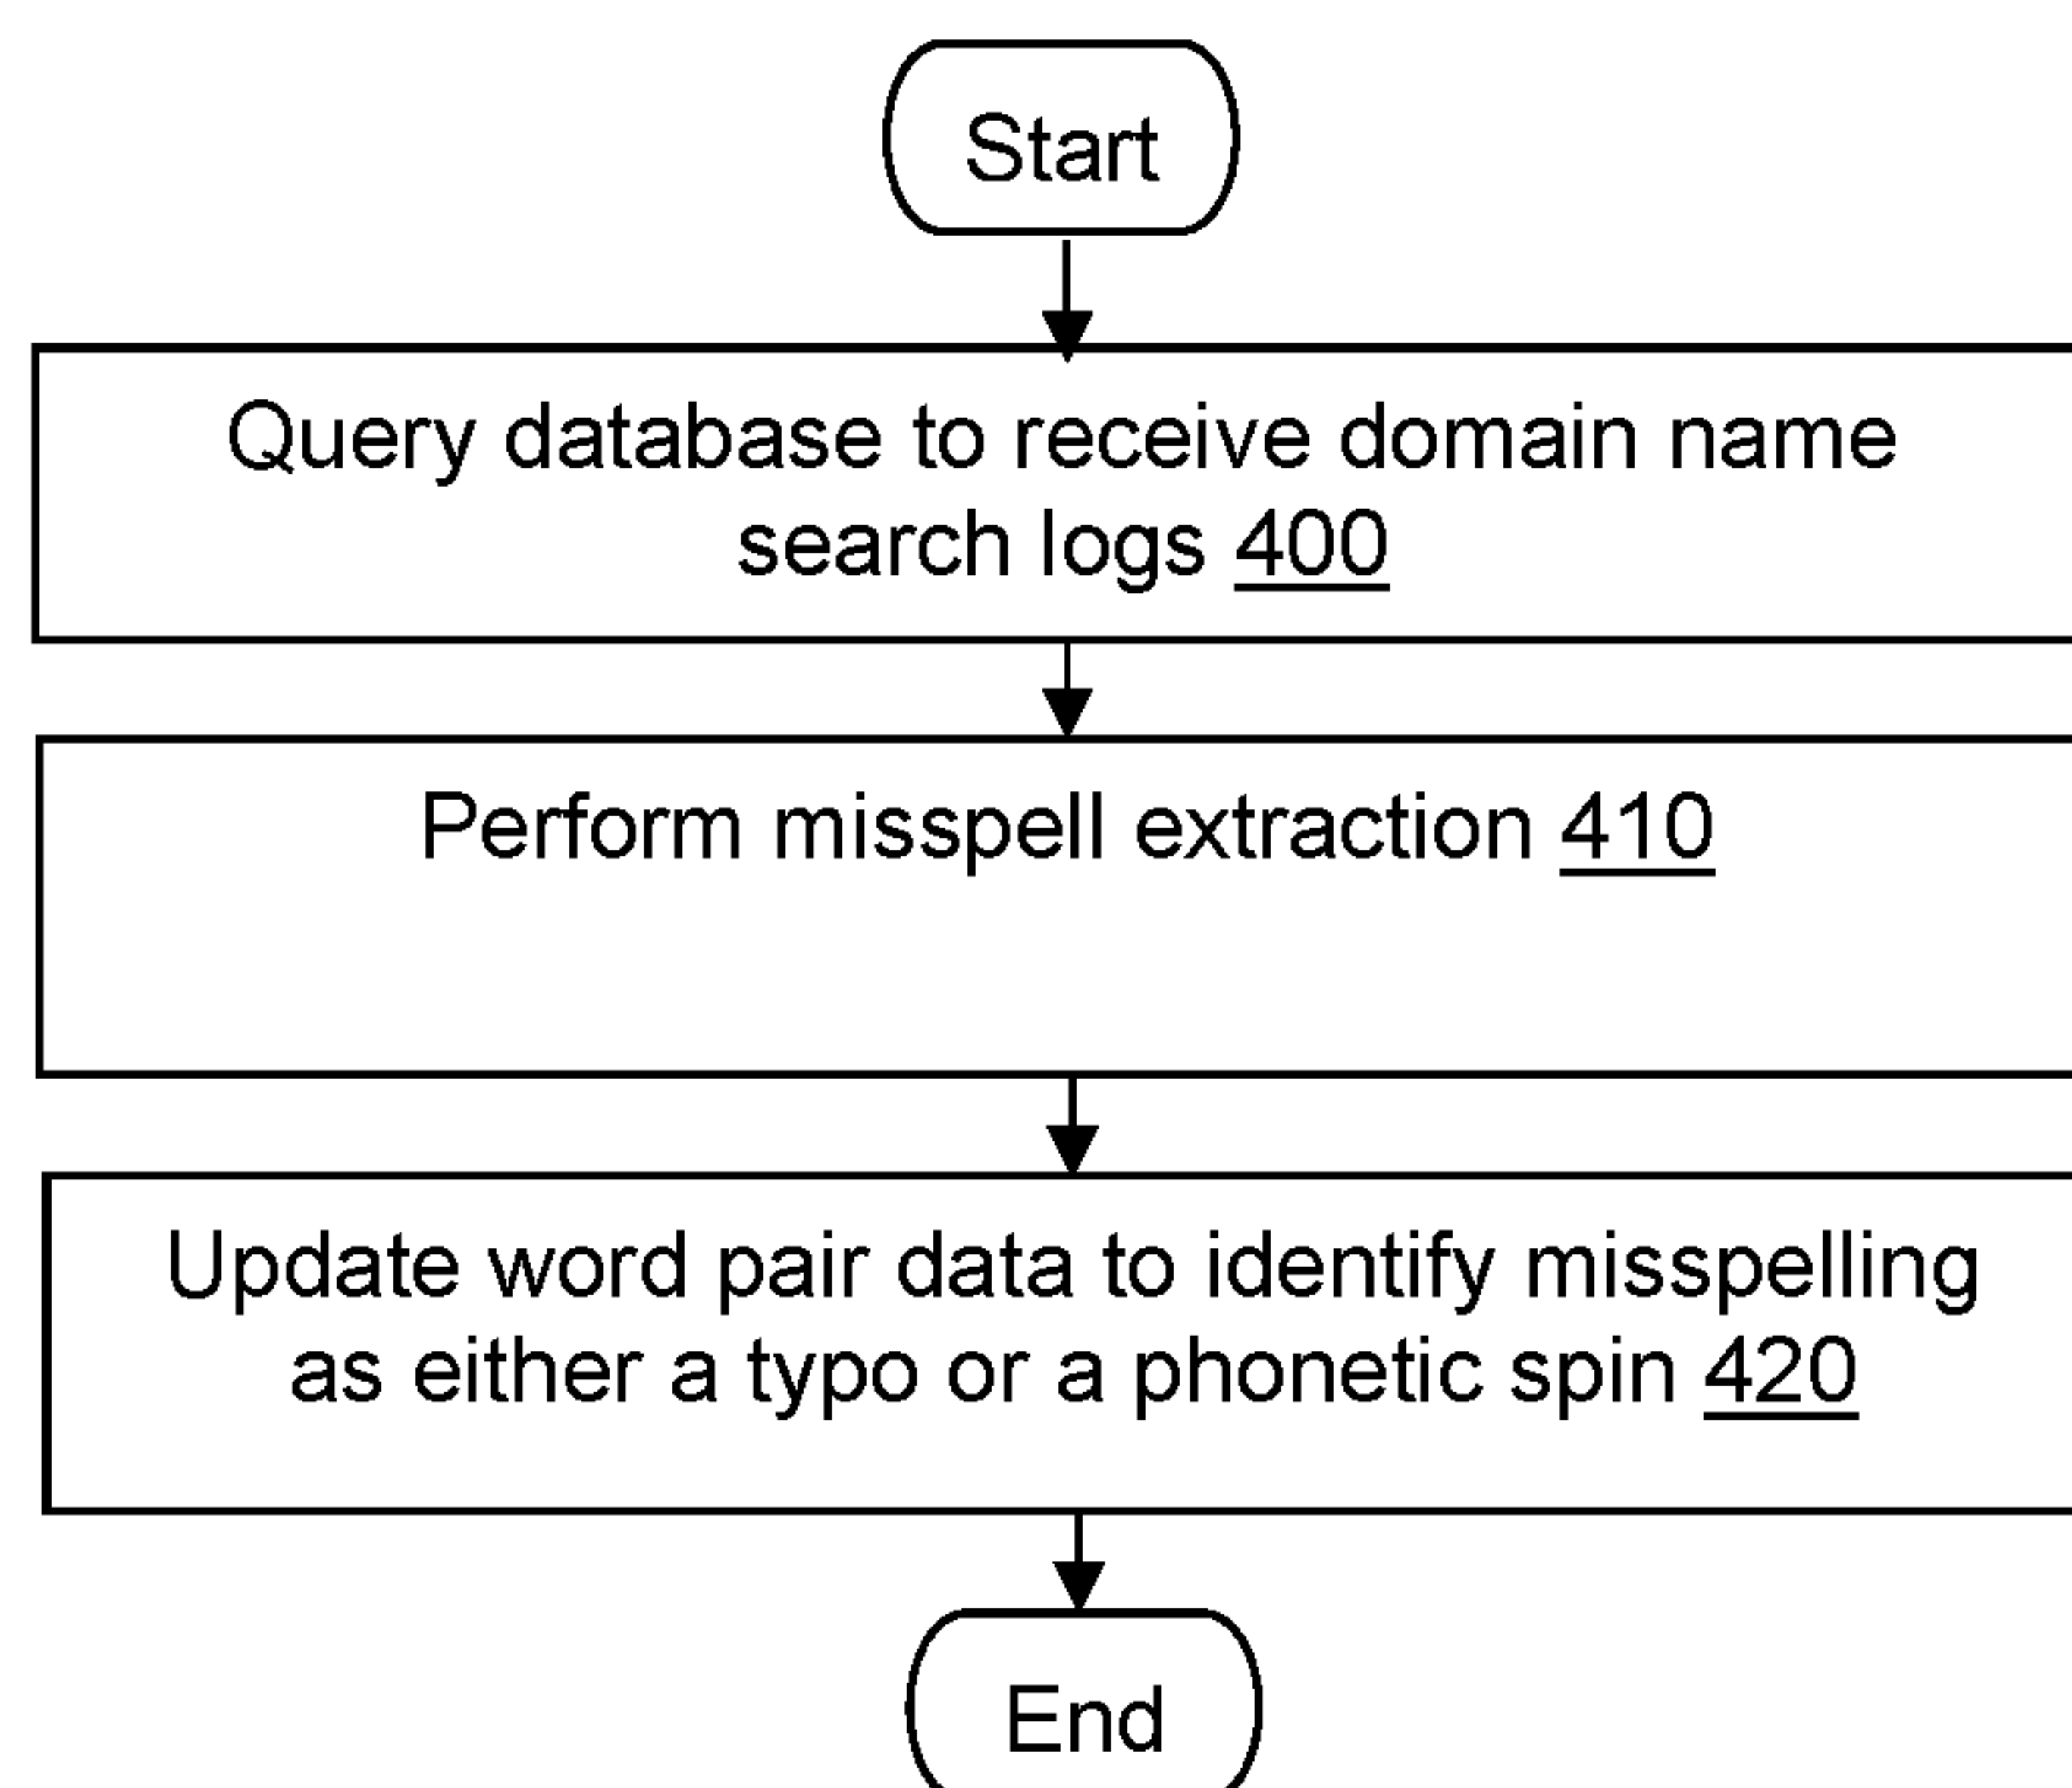 Start
Query database to receive domain name
search logs 400
Perform misspell extraction 410
Update word pair data to identify misspelling
as either a typo or a phonetic spin 420
End